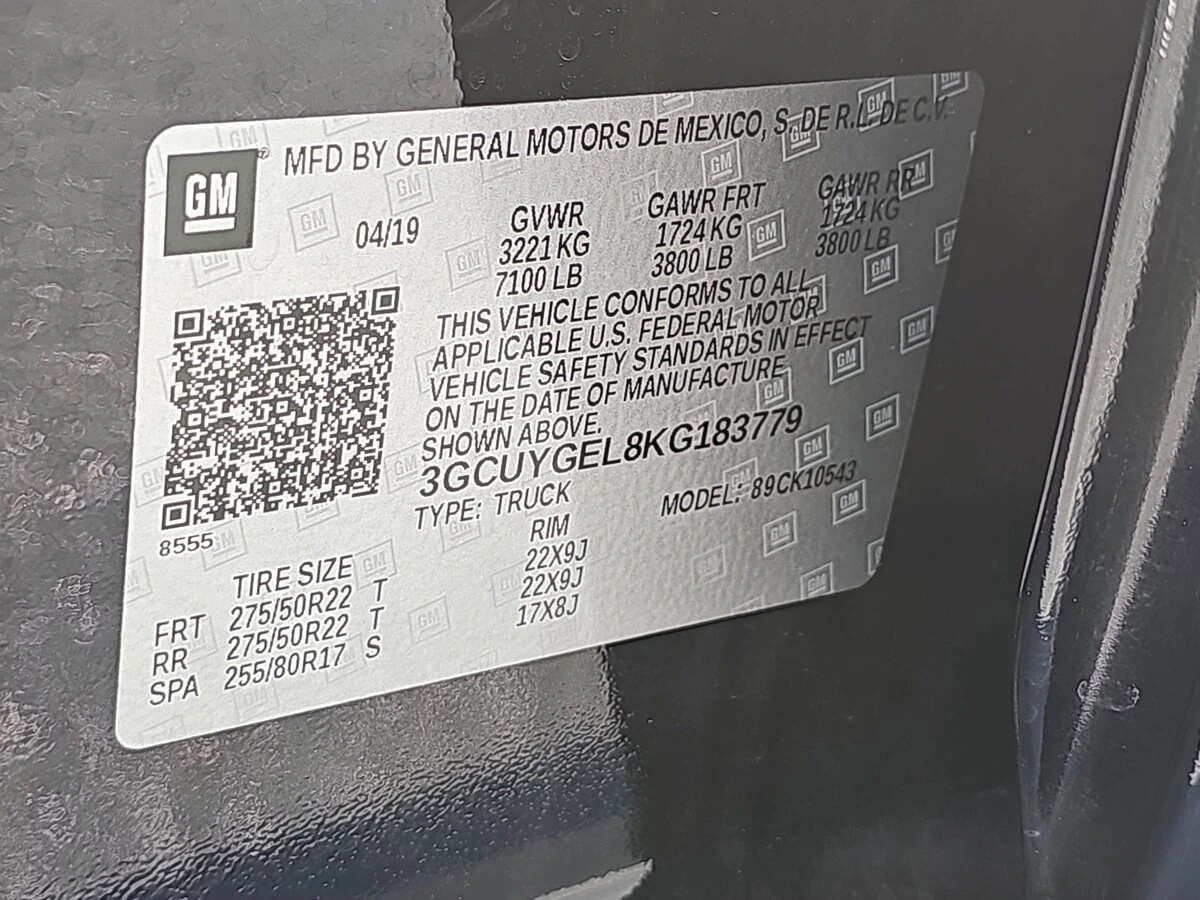 GM
MFD BY GENERAL MOTORS DE MEXICO, S. DE R.L. DE C.V.
04/19
GVWR
3221 KG
7100 LB
GAWR FRT
1724 KG
3800 LB
GAWR RR
1724 KG
3800 LB
THIS VEHICLE CONFORMS TO ALL
APPLICABLE U.S. FEDERAL MOTOR
VEHICLE SAFETY STANDARDS IN EFFECT
ON THE DATE OF MANUFACTURE
SHOWN ABOVE.
3GCUYGEL8KG183779
TYPE: TRUCK MODEL: 89CK10543
8555
TIRE SIZE RIM
FRT 275/50R22 T 22X9J
RR 275/50R22 T 22X9J
SPA 255/80R17 S 17X8J